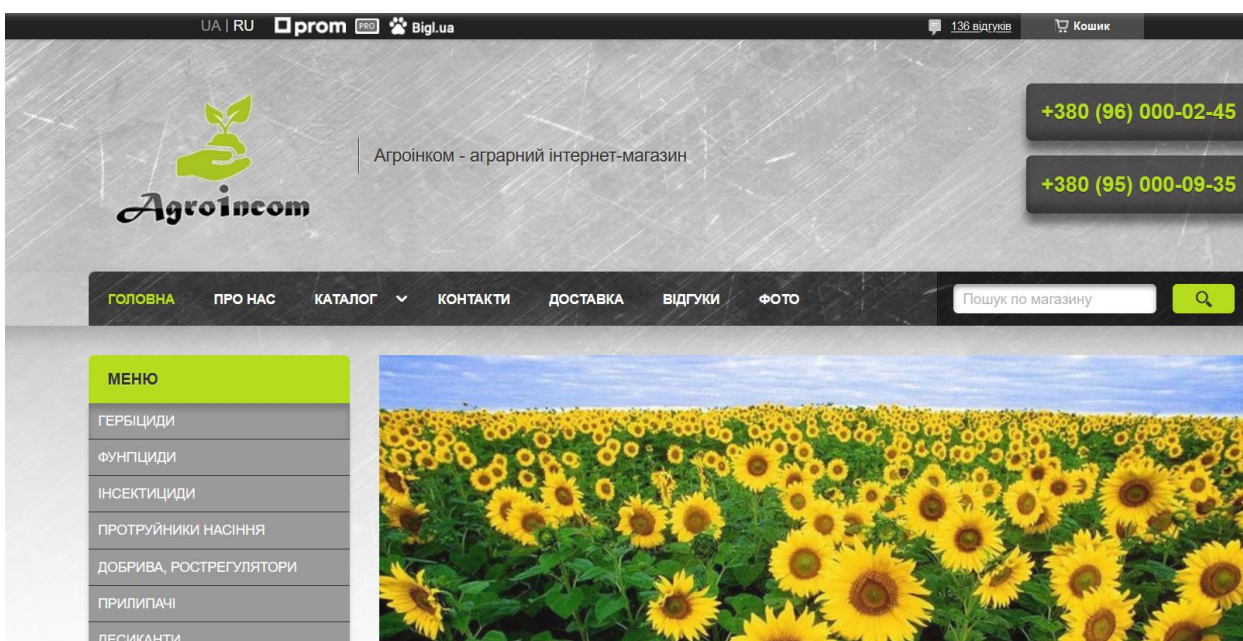 UA | RU prom PRO Bigl.ua 136 відгуків Кошик
+380 (96) 000-02-45
Агроінком - аграрний інтернет-магазин
+380 (95) 000-09-35
Agroincom
ГОЛОВНА ПРО НАС КАТАЛОГ КОНТАКТИ ДОСТАВКА ВІДГУКИ ФОТО Пошук по магазину
МЕНЮ
ГЕРБІЦИДИ
ФУНГІЦИДИ
ІНСЕКТИЦИДИ
ПРОТРУЙНИКИ НАСІННЯ
ДОБРИВА, РОСТРЕГУЛЯТОРИ
ПРИЛИПАЧІ
ДЕСИКАНТИ